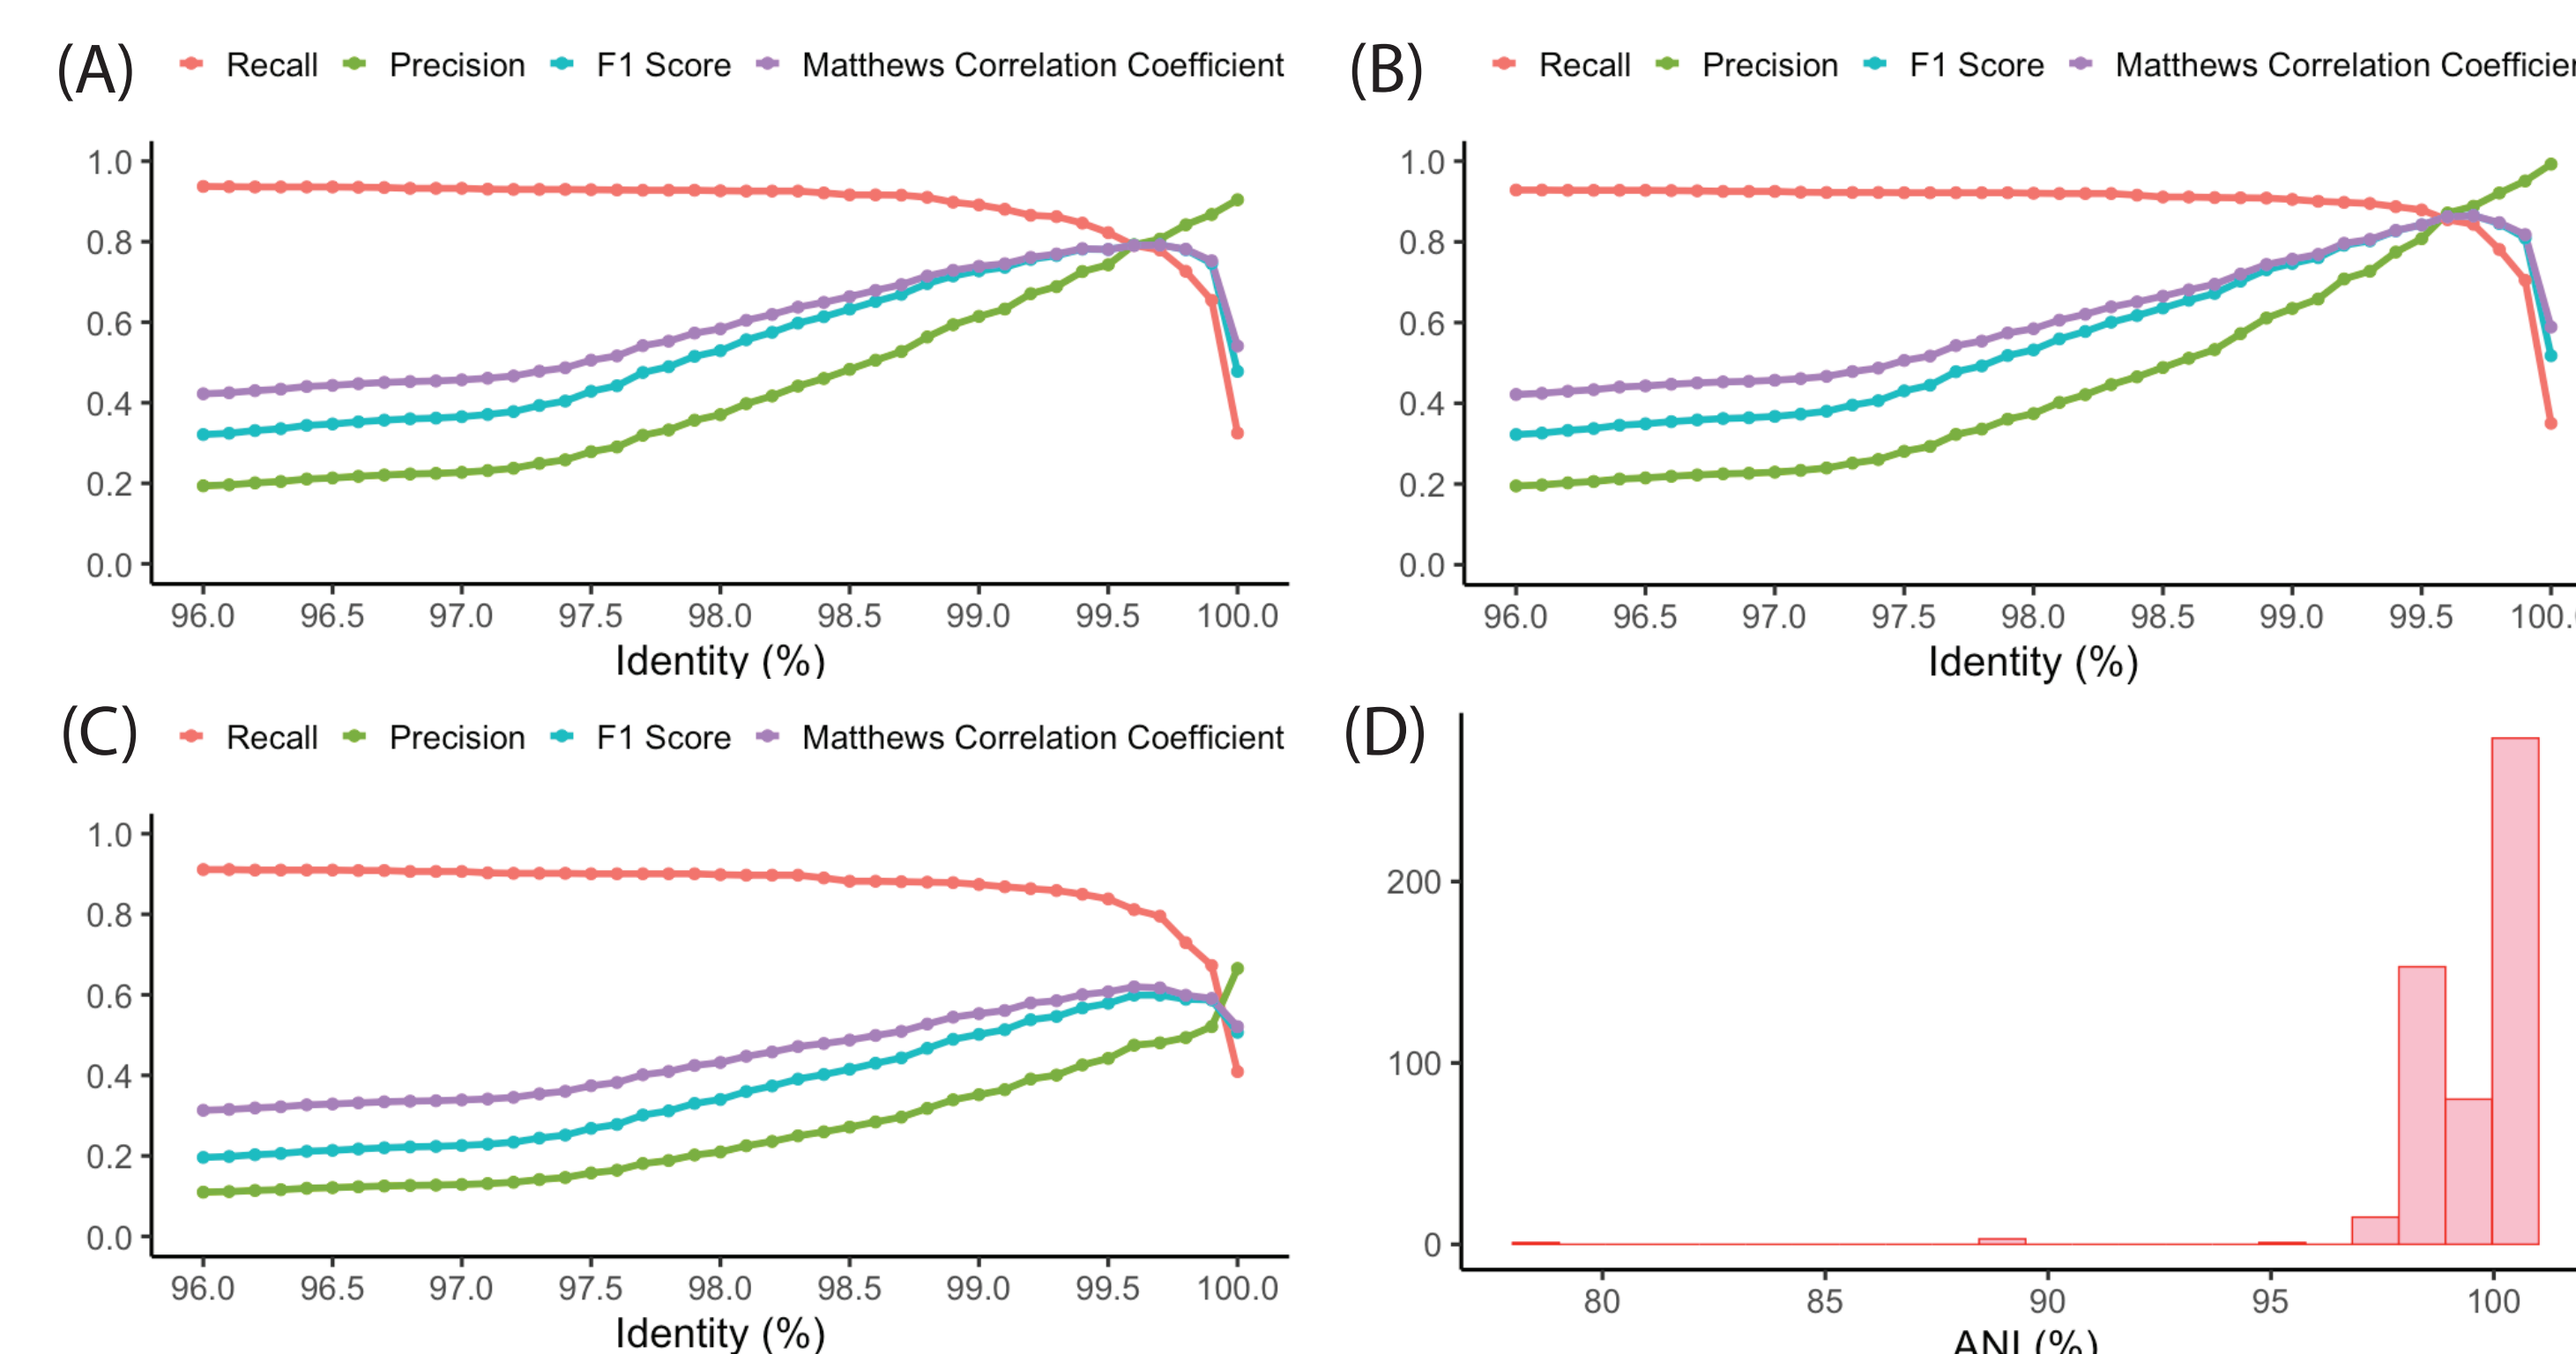 (A) Recall Precision F1 Score Matthews Correlation Coefficient
1.0
0.8
0.6
0.4
0.2
0.0
96.0 96.5 97.0 97.5 98.0 98.5 99.0 99.5 100.0
Identity (%)
(B) Recall Precision F1 Score Matthews Correlation Coefficien
1.0
0.8
0.6
0.4
0.2
0.0
96.0 96.5 97.0 97.5 98.0 98.5 99.0 99.5 100.
Identity (%)
(C) Recall Precision F1 Score Matthews Correlation Coefficient
1.0
0.8
0.6
0.4
0.2
0.0
96.0 96.5 97.0 97.5 98.0 98.5 99.0 99.5 100.0
Identity (%)
(D)
200
100
0
80 85 90 95 100
ANI (%)